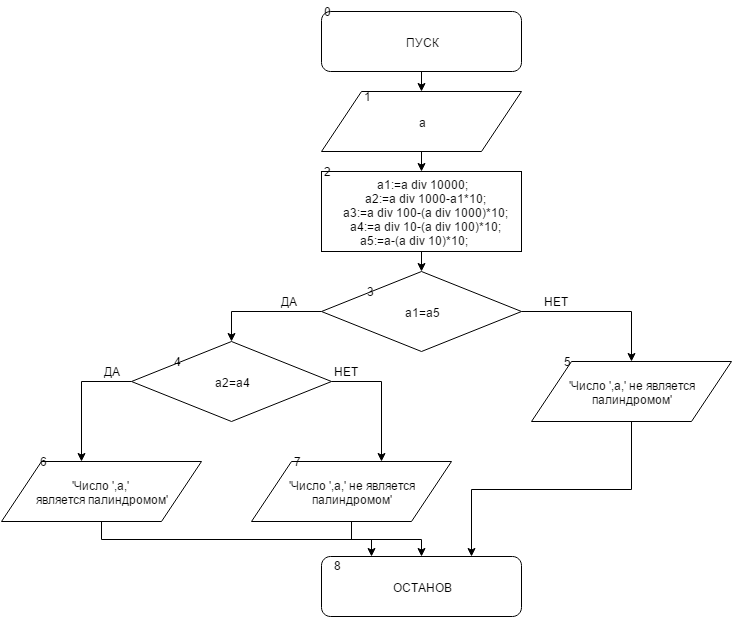 0
ПУСК
1
a
2
a1:=a div 10000;
a2:=a div 1000-a1*10;
a3:=a div 100-(a div 1000)*10;
a4:=a div 10-(a div 100)*10;
a5:=a-(a div 10)*10;
3
a1=a5
ДА
НЕТ
4
a2=a4
ДА
НЕТ
5
'Число ',a,' не является
палиндромом'
6
'Число ',a,'
является палиндромом'
7
'Число ',a,' не является
палиндромом'
8
ОСТАНОВ